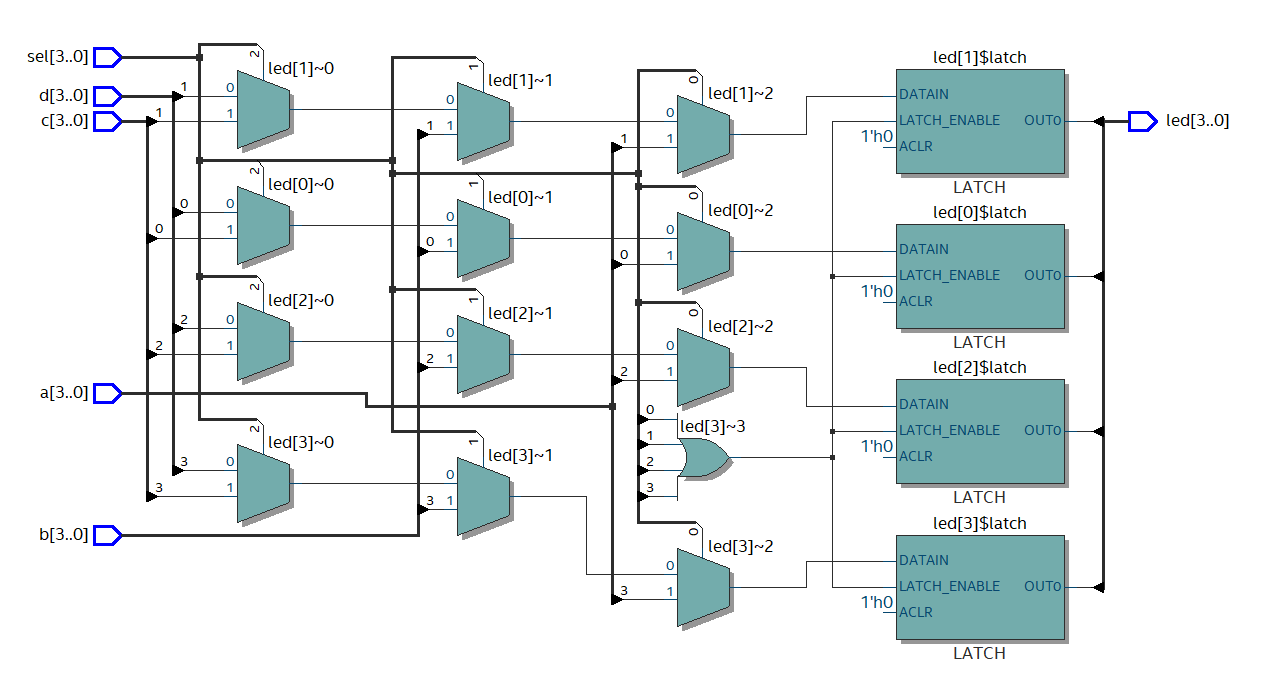 sel[3..0]
d[3..0]
c[3..0]
a[3..0]
b[3..0]
2
led[1]~0
1
0
1
1
2
led[0]~0
0
0
0
1
2
led[2]~0
2
0
2
1
2
led[3]~0
3
0
3
1
1
led[1]~1
0
1
1
1
led[0]~1
0
0
1
1
led[2]~1
0
2
1
1
led[3]~1
0
3
1
0
led[1]~2
0
1
1
0
led[0]~2
0
0
1
0
led[2]~2
0
2
1
led[3]~3
0
1
2
3
0
led[3]~2
0
3
1
led[1]$latch
DATAIN
LATCH_ENABLE OUT0
1'h0
ACLR
LATCH
led[0]$latch
DATAIN
LATCH_ENABLE OUT0
1'h0
ACLR
LATCH
led[2]$latch
DATAIN
LATCH_ENABLE OUT0
1'h0
ACLR
LATCH
led[3]$latch
DATAIN
LATCH_ENABLE OUT0
1'h0
ACLR
LATCH
led[3..0]